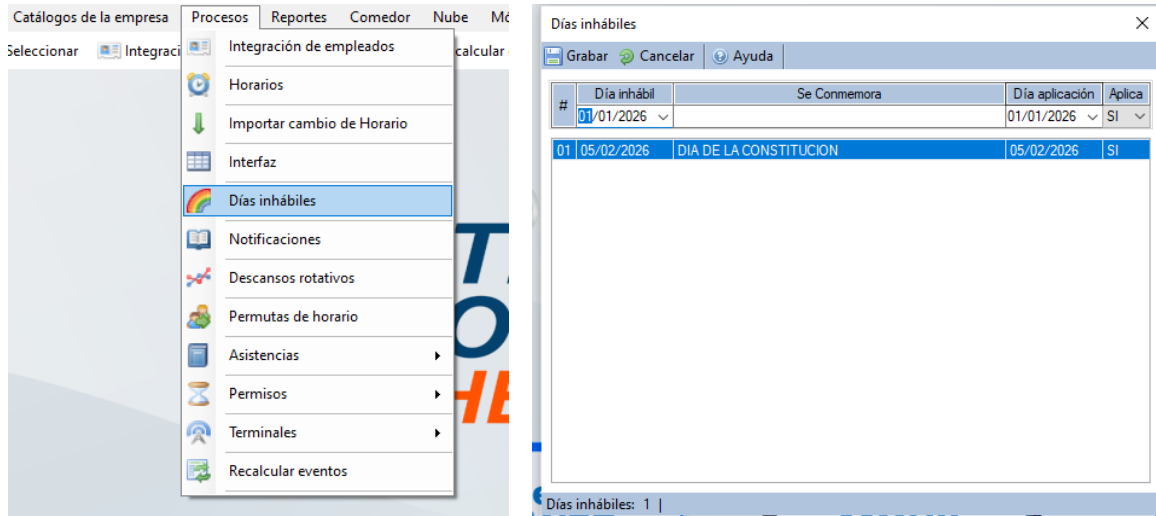 Catálogos de la empresa Procesos Reportes Comedor Nube
Seleccionar Integraci calcular
Integración de empleados
Horarios
Importar cambio de Horario
Interfaz
Días inhábiles
Notificaciones
Descansos rotativos
Permutas de horario
Asistencias
Permisos
Terminales
Recalcular eventos
Días inhábiles
Grabar Cancelar Ayuda
# Día inhábil Se Conmemora Día aplicación Aplica
01/01/2026 01/01/2026 SI
01 05/02/2026 DIA DE LA CONSTITUCION 05/02/2026 SI
Días inhábiles: 1 |